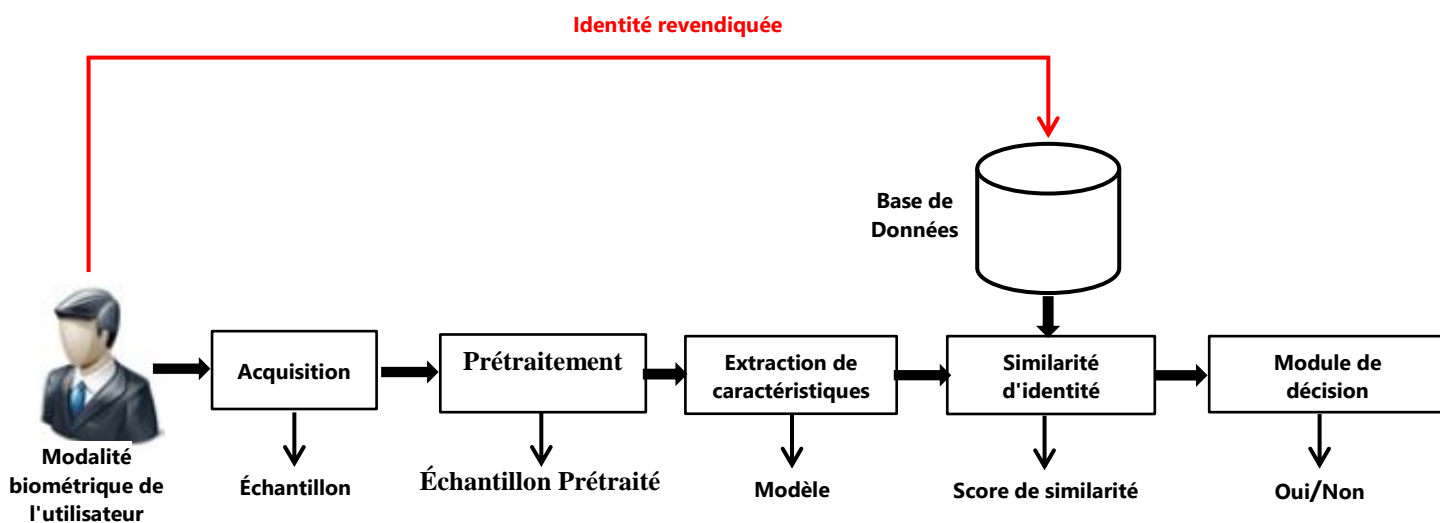 Identité revendiquée
Base de
Données
Acquisition
Prétraitement
Extraction de
caractéristiques
Similarité
d'identité
Module de
décision
Modalité
biométrique de
l'utilisateur
Échantillon
Échantillon Prétraité
Modèle
Score de similarité
Oui/Non